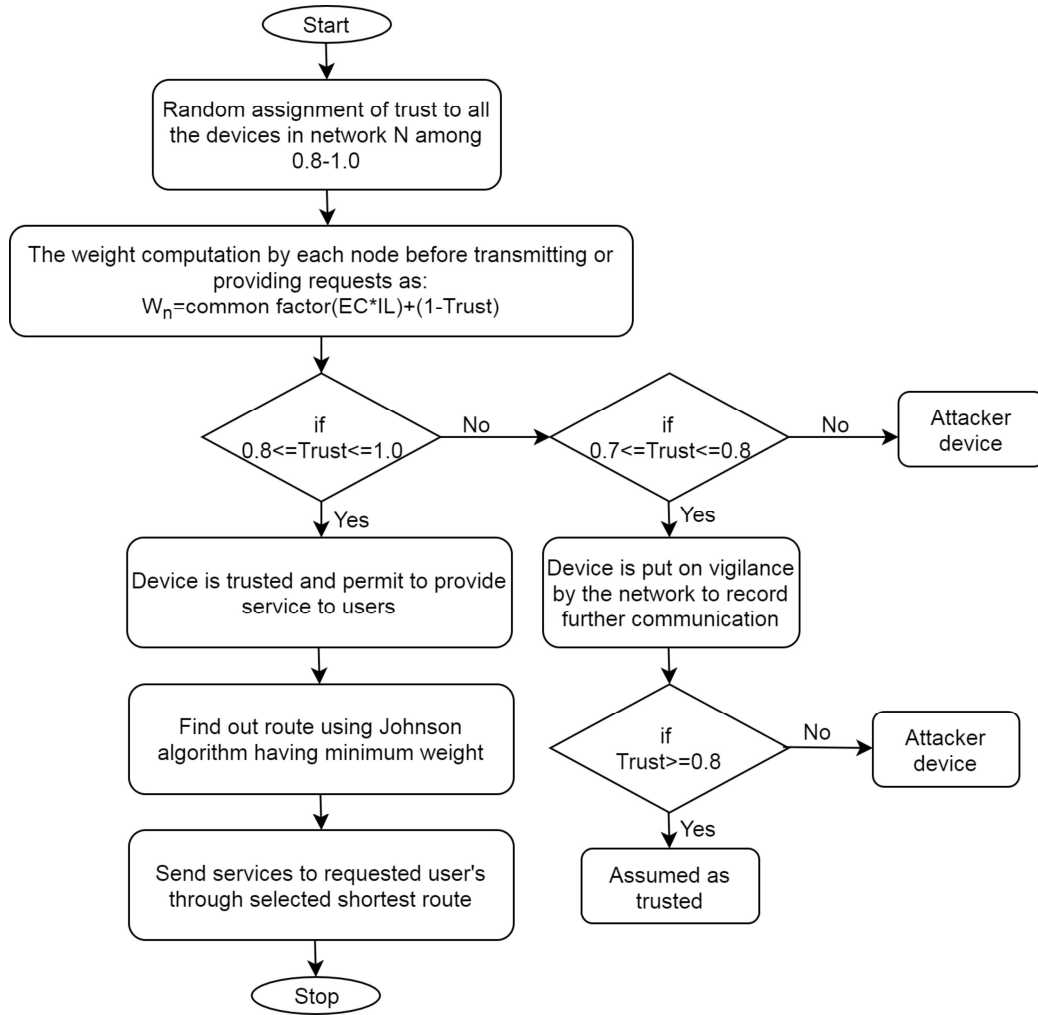 Start
Random assignment of trust to all
the devices in network N among
0.8-1.0
The weight computation by each node before transmitting or
providing requests as:
Wn=common factor(EC*IL)+(1-Trust)
if
0.8<=Trust<=1.0
No
if
0.7<=Trust<=0.8
No
Attacker
device
Yes
Yes
Device is trusted and permit to provide
service to users
Device is put on vigilance
by the network to record
further communication
Find out route using Johnson
algorithm having minimum weight
if
Trust>=0.8
No
Attacker
device
Yes
Send services to requested user's
through selected shortest route
Assumed as
trusted
Stop